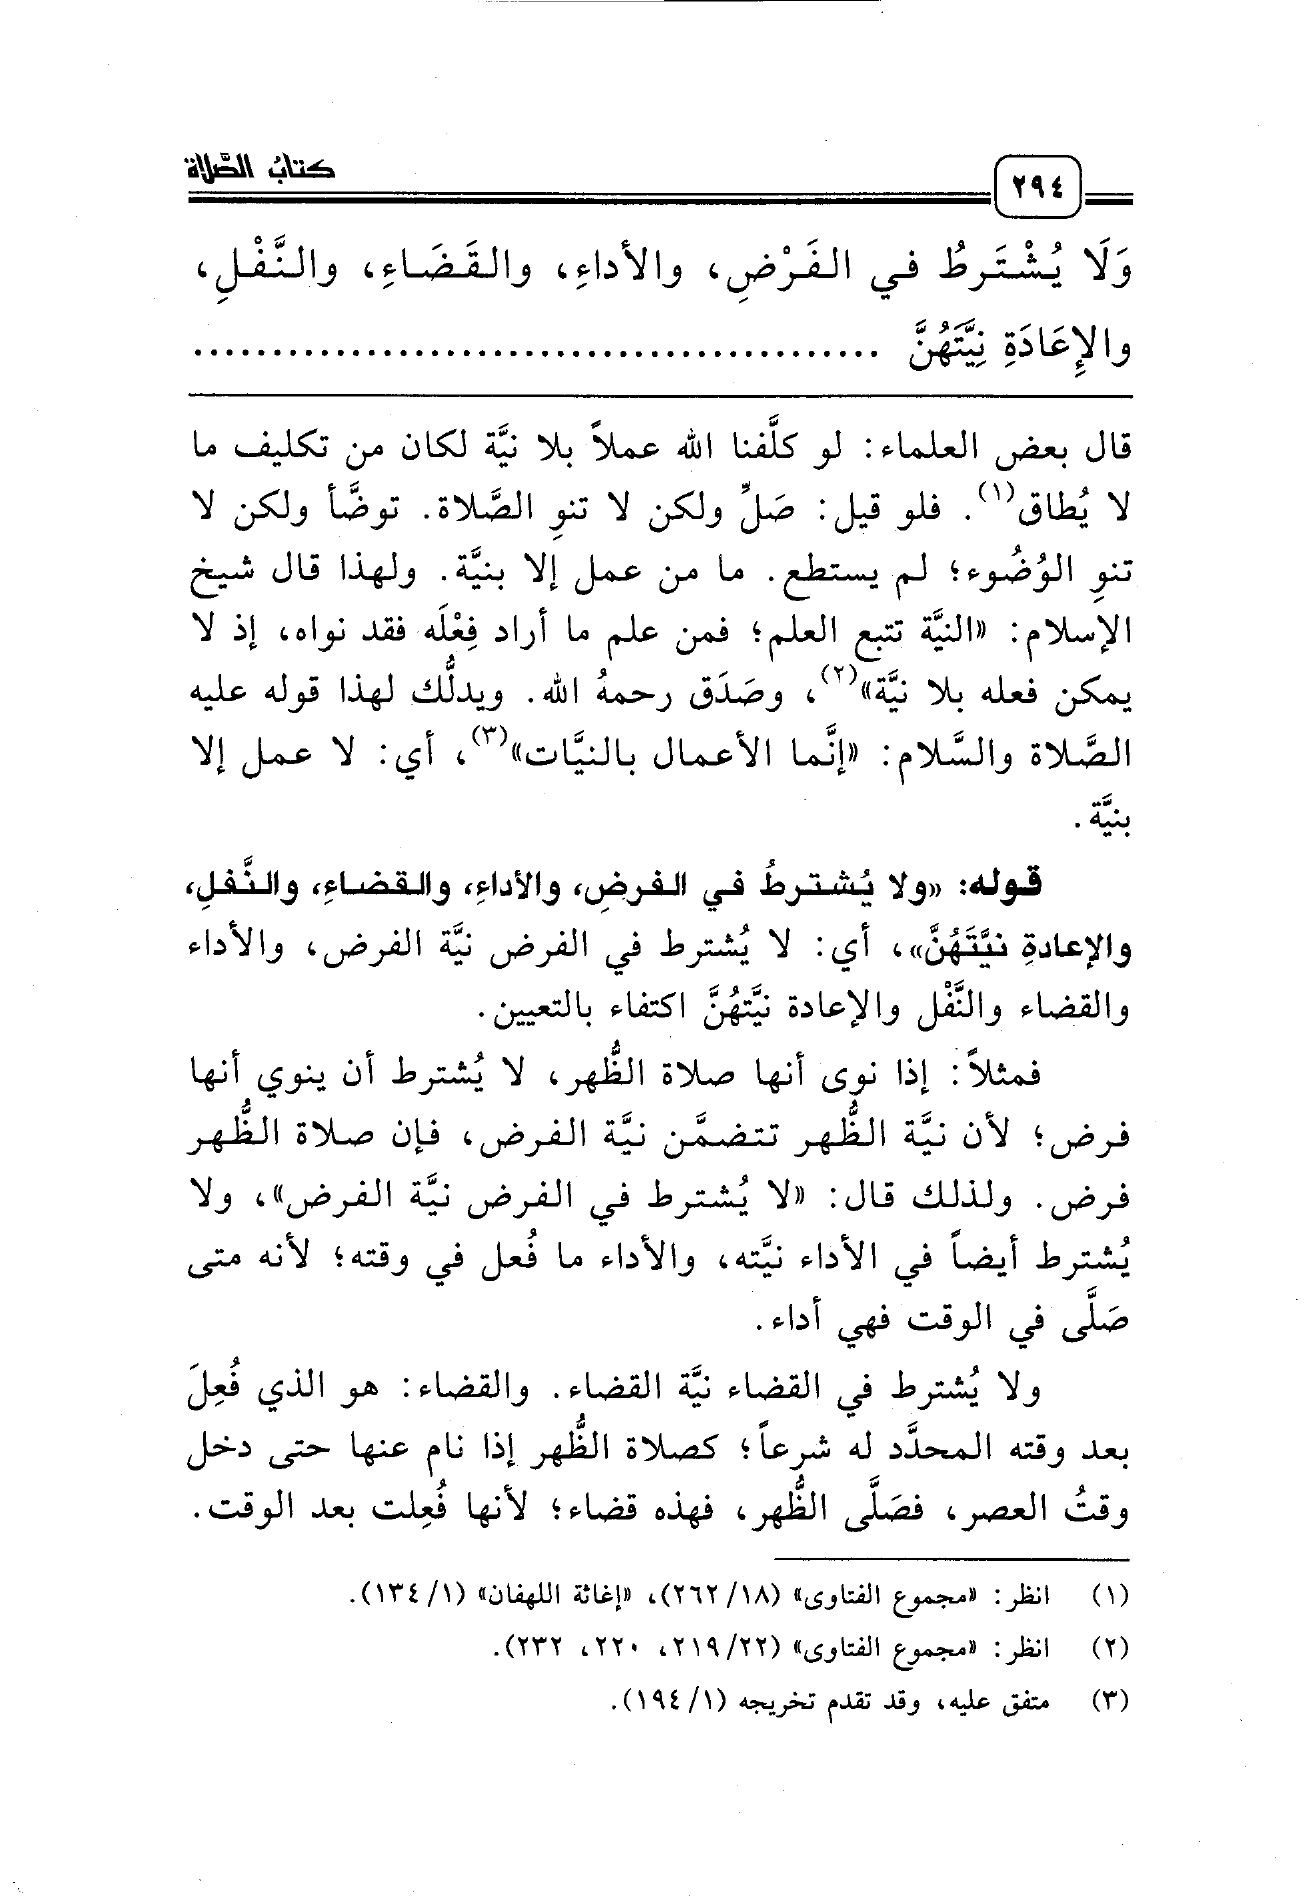 كتاب الصَّلاة
٢٩٤
وَلَا يُشْتَرطُ في الفَرْضِ، والأداءِ، والقَضَاءِ، والنَّفْلِ،
والإِعَادَةِ نِيَّتَهُنَّ ............................................
قال بعض العلماء: لو كلَّفنا الله عملاً بلا نيَّة لكان من تكليف ما
لا يُطاق(١). فلو قيل: صَلِّ ولكن لا تنوِ الصَّلاة. توضَّأ ولكن لا
تنوِ الوُضُوء؛ لم يستطع. ما من عمل إلا بنيَّة. ولهذا قال شيخ
الإسلام: «النيَّة تتبع العلم؛ فمن علم ما أراد فِعْلَه فقد نواه، إذ لا
يمكن فعله بلا نيَّة»(٢)، وصَدَق رحمهُ الله. ويدلُّك لهذا قوله عليه
الصَّلاة والسَّلام: «إنَّما الأعمال بالنيَّات»(٣)، أي: لا عمل إلا
بنيَّة.
قوله: «ولا يُشترطُ في الفرضِ، والأداءِ، والقضاءِ، والنَّفلِ،
والإعادةِ نيَّتَهُنَّ»، أي: لا يُشترط في الفرض نيَّة الفرض، والأداء
والقضاء والنَّفْل والإعادة نيَّتهُنَّ اكتفاء بالتعيين.
فمثلاً: إذا نوى أنها صلاة الظُّهر، لا يُشترط أن ينوي أنها
فرض؛ لأن نيَّة الظُّهر تتضمَّن نيَّة الفرض، فإن صلاة الظُّهر
فرض. ولذلك قال: «لا يُشترط في الفرض نيَّة الفرض»، ولا
يُشترط أيضاً في الأداء نيَّته، والأداء ما فُعل في وقته؛ لأنه متى
صَلَّى في الوقت فهي أداء.
ولا يُشترط في القضاء نيَّة القضاء. والقضاء: هو الذي فُعِلَ
بعد وقته المحدَّد له شرعاً؛ كصلاة الظُّهر إذا نام عنها حتى دخل
وقتُ العصر، فصَلَّى الظُّهر، فهذه قضاء؛ لأنها فُعِلت بعد الوقت.
(١) انظر: «مجموع الفتاوى» (١٨/ ٢٦٢)، «إغاثة اللهفان» (١/ ١٣٤).
(٢) انظر: «مجموع الفتاوى» (٢٢/ ٢١٩، ٢٢٠، ٢٣٢).
(٣) متفق عليه، وقد تقدم تخريجه (١/ ١٩٤).